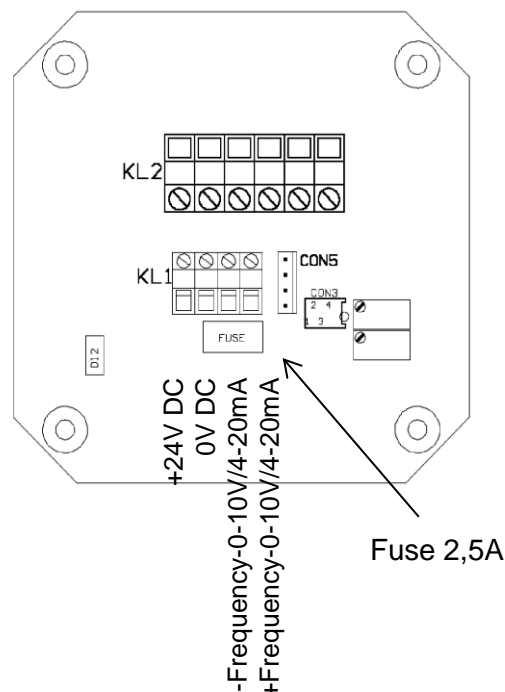 KL2
KL1
CON5
CON3
2 4
1 3
FUSE
D12
+24V DC
0V DC
-Frequency-0-10V/4-20mA
+Frequency-0-10V/4-20mA
Fuse 2,5A